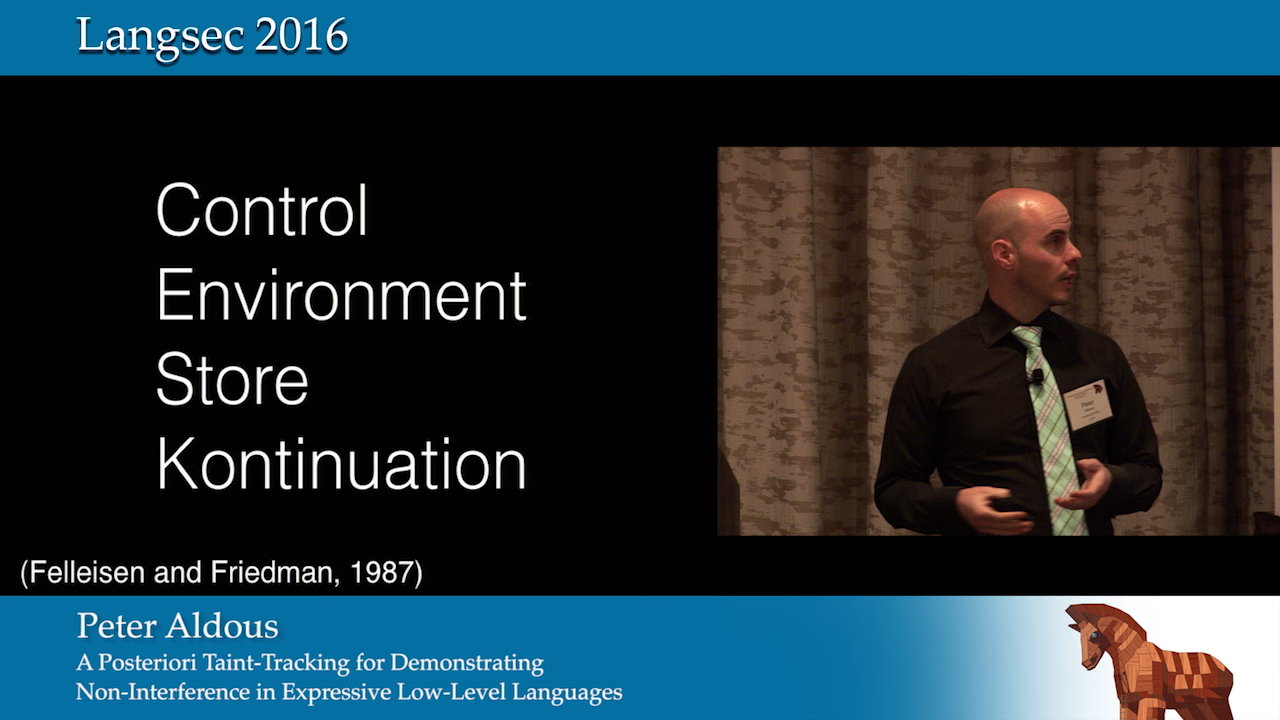 Langsec 2016
Control
Environment
Store
Kontinuation
(Felleisen and Friedman, 1987)
Peter
Peter Aldous
A Posteriori Taint-Tracking for Demonstrating
Non-Interference in Expressive Low-Level Languages